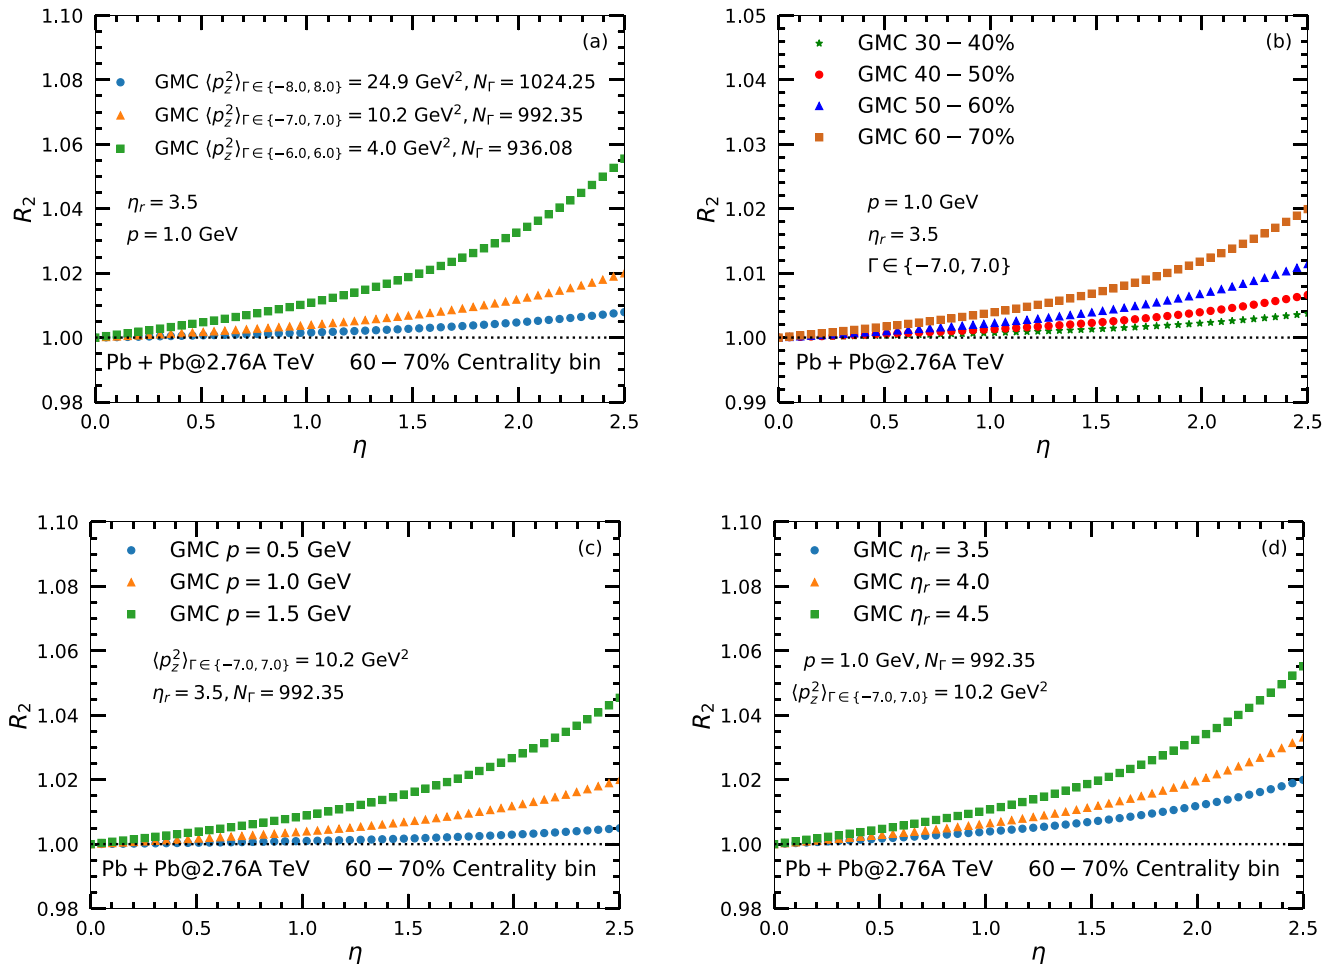 (a)
GMC ⟨p_z^2⟩_Γ∈{−8.0,8.0} = 24.9 GeV^2, N_Γ = 1024.25
GMC ⟨p_z^2⟩_Γ∈{−7.0,7.0} = 10.2 GeV^2, N_Γ = 992.35
GMC ⟨p_z^2⟩_Γ∈{−6.0,6.0} = 4.0 GeV^2, N_Γ = 936.08
η_r = 3.5
p = 1.0 GeV
Pb + Pb@2.76A TeV 60 − 70% Centrality bin
R_2
1.10
1.08
1.06
1.04
1.02
1.00
0.98
0.0 0.5 1.0 1.5 2.0 2.5
η
(b)
GMC 30 − 40%
GMC 40 − 50%
GMC 50 − 60%
GMC 60 − 70%
p = 1.0 GeV
η_r = 3.5
Γ ∈ {−7.0, 7.0}
Pb + Pb@2.76A TeV
R_2
1.05
1.04
1.03
1.02
1.01
1.00
0.99
0.0 0.5 1.0 1.5 2.0 2.5
η
(c)
GMC p = 0.5 GeV
GMC p = 1.0 GeV
GMC p = 1.5 GeV
⟨p_z^2⟩_Γ∈{−7.0,7.0} = 10.2 GeV^2
η_r = 3.5, N_Γ = 992.35
Pb + Pb@2.76A TeV 60 − 70% Centrality bin
R_2
1.10
1.08
1.06
1.04
1.02
1.00
0.98
0.0 0.5 1.0 1.5 2.0 2.5
η
(d)
GMC η_r = 3.5
GMC η_r = 4.0
GMC η_r = 4.5
p = 1.0 GeV, N_Γ = 992.35
⟨p_z^2⟩_Γ∈{−7.0,7.0} = 10.2 GeV^2
Pb + Pb@2.76A TeV 60 − 70% Centrality bin
R_2
1.10
1.08
1.06
1.04
1.02
1.00
0.98
0.0 0.5 1.0 1.5 2.0 2.5
η